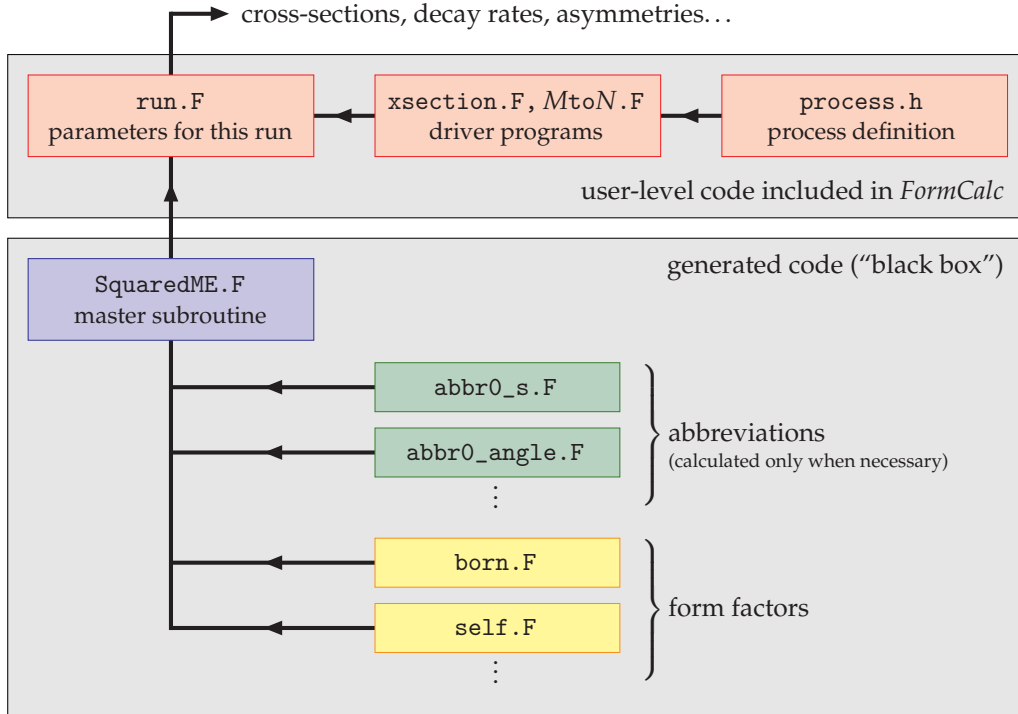 cross-sections, decay rates, asymmetries…
run.F
parameters for this run
xsection.F, MtoN.F
driver programs
process.h
process definition
user-level code included in FormCalc
generated code (“black box”)
SquaredME.F
master subroutine
abbr0_s.F
abbr0_angle.F
⋮
abbreviations
(calculated only when necessary)
born.F
self.F
⋮
form factors